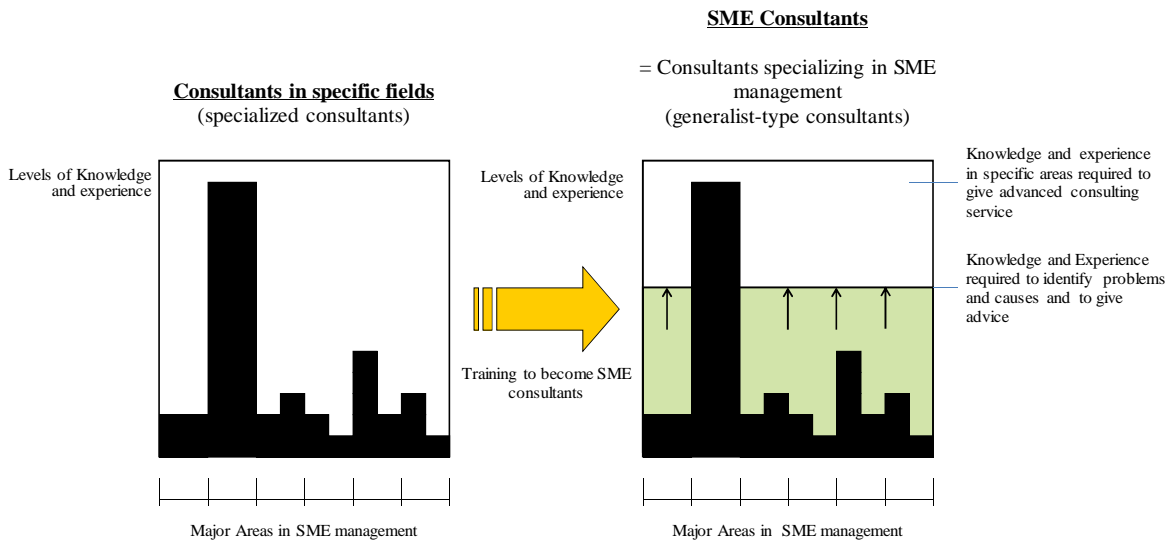 SME Consultants
= Consultants specializing in SME
management
(generalist-type consultants)
Consultants in specific fields
(specialized consultants)
Levels of Knowledge
and experience
Levels of Knowledge
and experience
Knowledge and experience
in specific areas required to
give advanced consulting
service
Knowledge and Experience
required to identify problems
and causes and to give
advice
Training to become SME
consultants
Major Areas in SME management
Major Areas in SME management